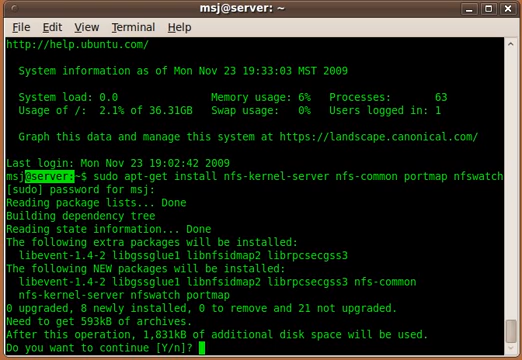 msj@server: ~
File Edit View Terminal Help
http://help.ubuntu.com/
System information as of Mon Nov 23 19:33:03 MST 2009
System load: 0.0 Memory usage: 6% Processes: 63
Usage of /: 2.1% of 36.31GB Swap usage: 0% Users logged in: 1
Graph this data and manage this system at https://landscape.canonical.com/
Last login: Mon Nov 23 19:02:42 2009
msj@server:~$ sudo apt-get install nfs-kernel-server nfs-common portmap nfswatch
[sudo] password for msj:
Reading package lists... Done
Building dependency tree
Reading state information... Done
The following extra packages will be installed:
libevent-1.4-2 libgssglue1 libnfsidmap2 librpcsecgss3
The following NEW packages will be installed:
libevent-1.4-2 libgssglue1 libnfsidmap2 librpcsecgss3 nfs-common
nfs-kernel-server nfswatch portmap
0 upgraded, 8 newly installed, 0 to remove and 21 not upgraded.
Need to get 593kB of archives.
After this operation, 1,831kB of additional disk space will be used.
Do you want to continue [Y/n]?